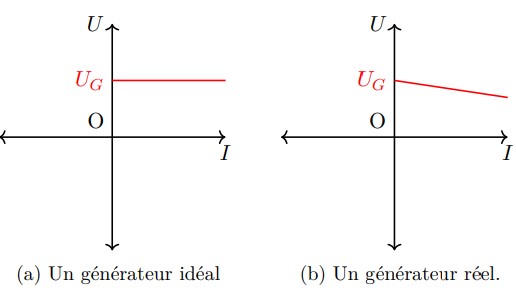 U
U_G
O
I
(a) Un générateur idéal
U
U_G
O
I
(b) Un générateur réel.